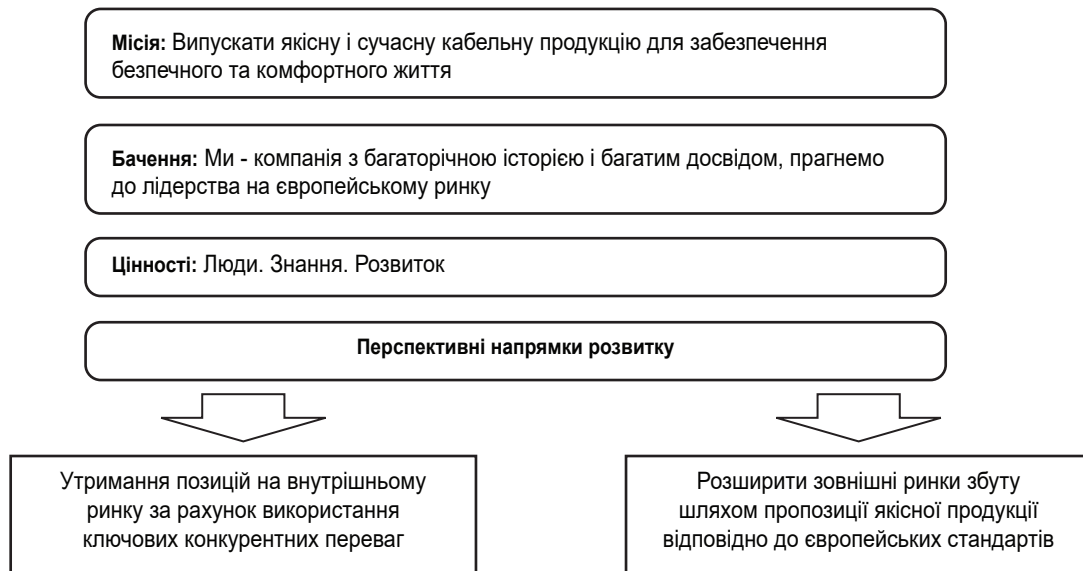 Місія: Випускати якісну і сучасну кабельну продукцію для забезпечення
безпечного та комфортного життя
Бачення: Ми - компанія з багаторічною історією і багатим досвідом, прагнемо
до лідерства на європейському ринку
Цінності: Люди. Знання. Розвиток
Перспективні напрямки розвитку
Утримання позицій на внутрішньому
ринку за рахунок використання
ключових конкурентних переваг
Розширити зовнішні ринки збуту
шляхом пропозиції якісної продукції
відповідно до європейських стандартів